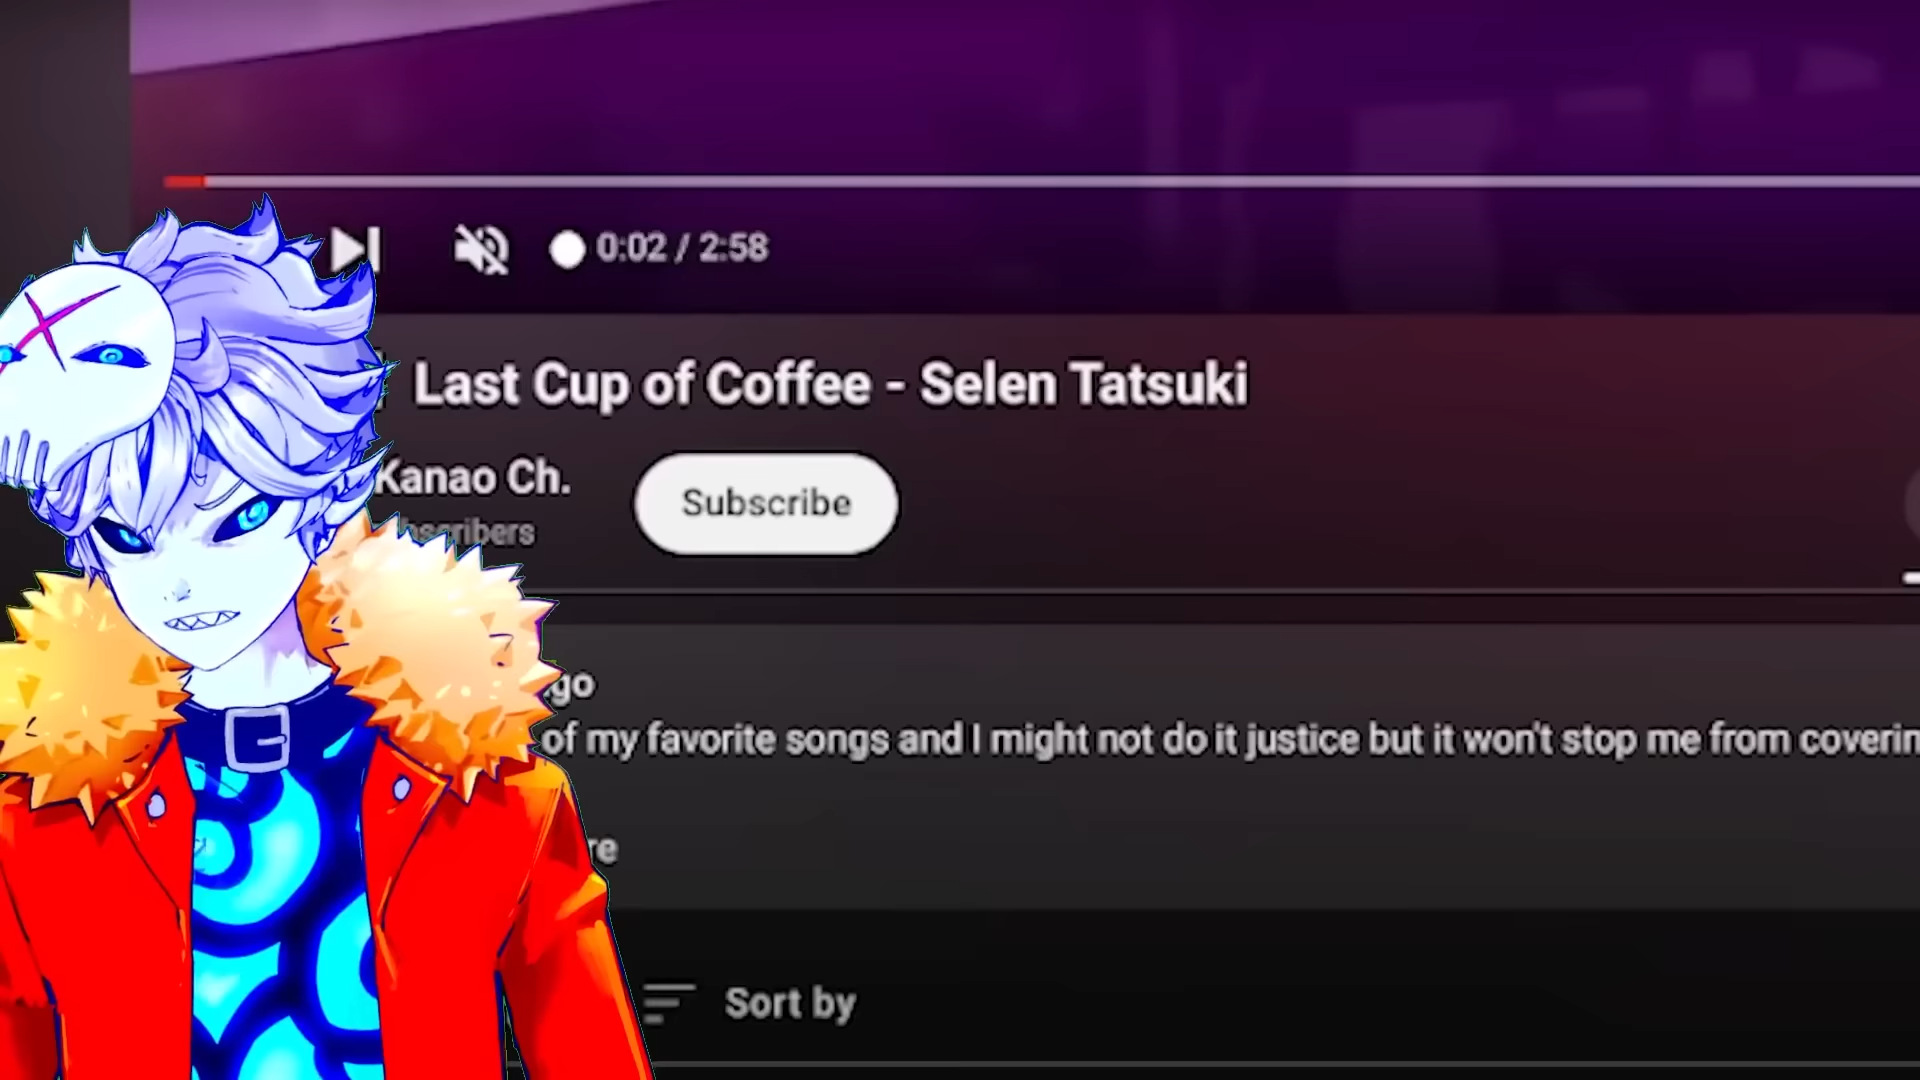 0:02 / 2:58
Last Cup of Coffee - Selen Tatsuki
Kanao Ch.
Subscribe
of my favorite songs and I might not do it justice but it won't stop me from
Sort by